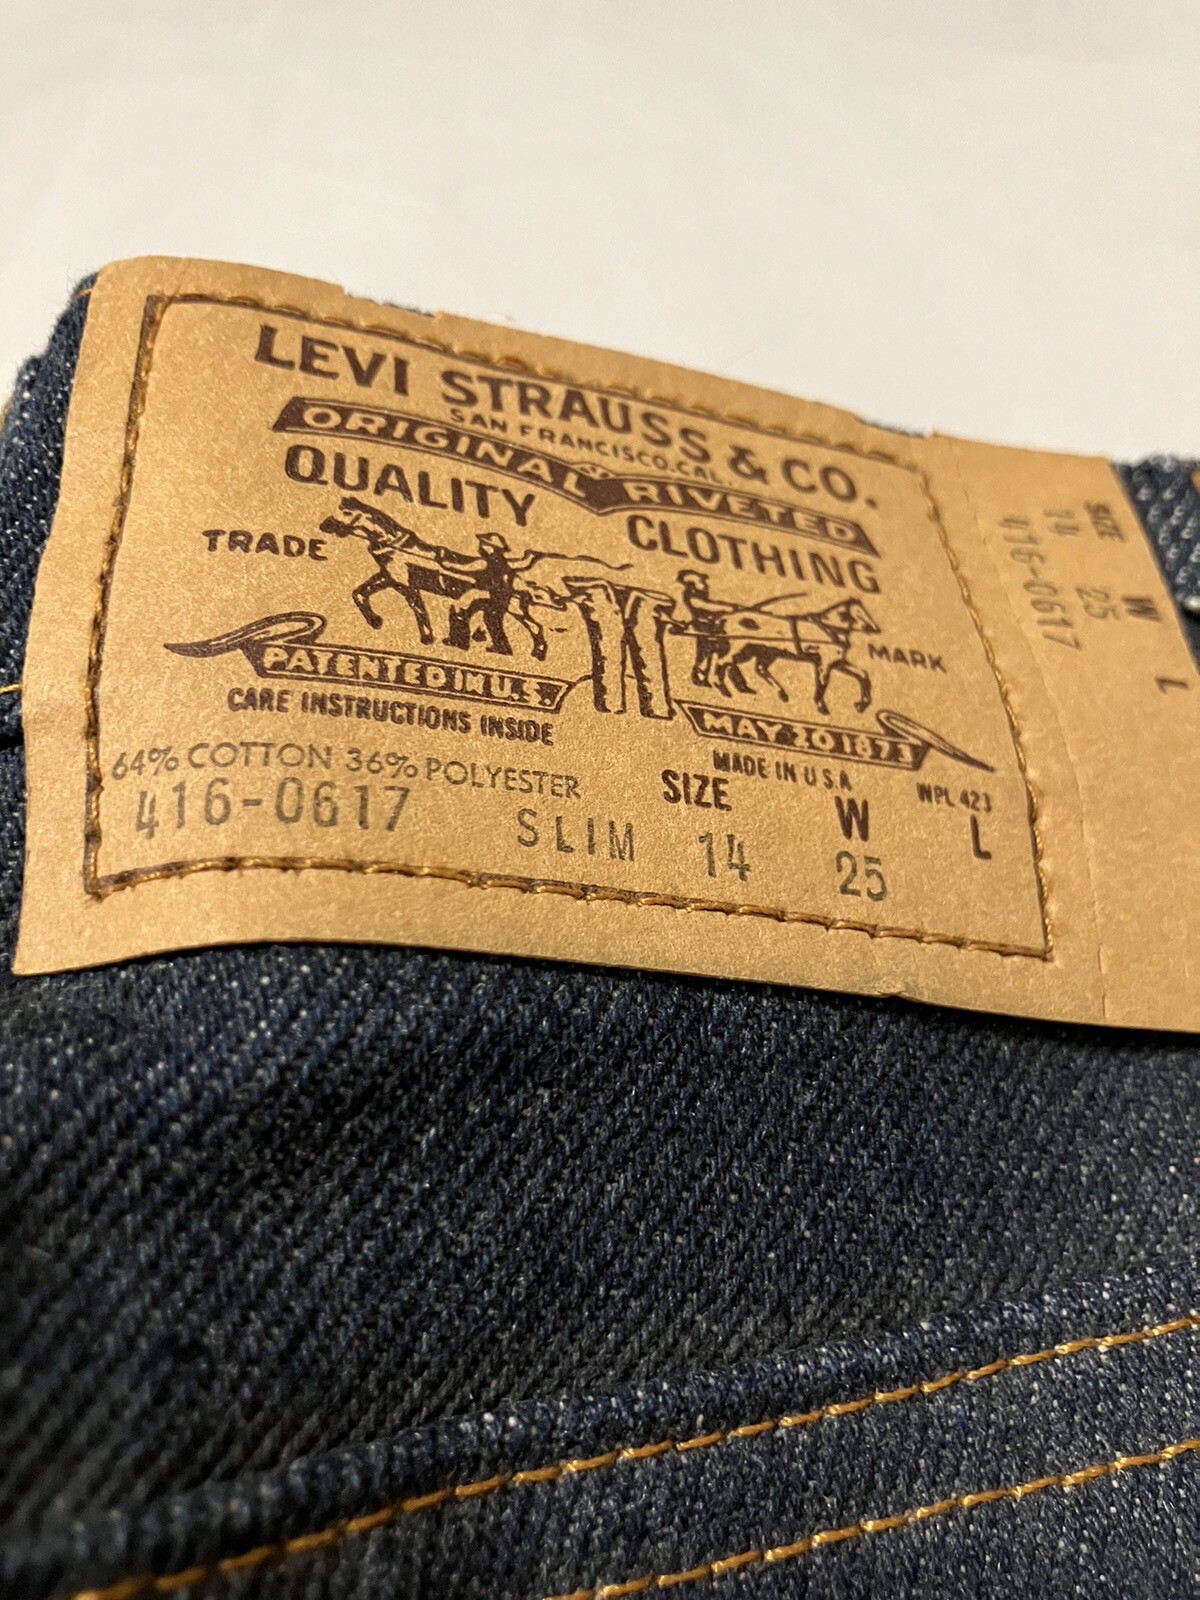 LEVI STRAUSS & CO.
SAN FRANCISCO, CAL.
ORIGINAL RIVETED
QUALITY CLOTHING
TRADE MARK
PATENTED IN U.S.
MAY 20 1873
CARE INSTRUCTIONS INSIDE
MADE IN U.S.A
WPL 423
64% COTTON 36% POLYESTER
SIZE W L
416-0617 SLIM 14 25
SIZE W L
14 25
416-0617